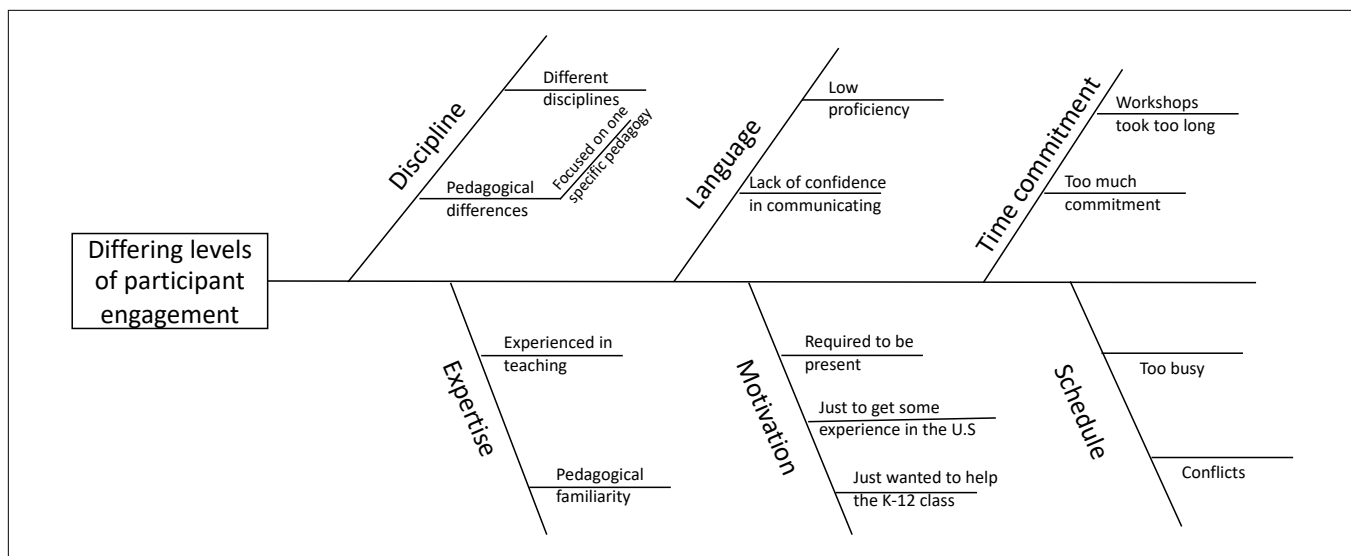 Differing levels
of participant
engagement
Discipline
Different
disciplines
Pedagogical
differences
Focused on one
specific pedagogy
Language
Low
proficiency
Lack of confidence
in communicating
Time commitment
Workshops
took too long
Too much
commitment
Expertise
Experienced in
teaching
Pedagogical
familiarity
Motivation
Required to be
present
Just to get some
experience in the U.S
Just wanted to help
the K-12 class
Schedule
Too busy
Conflicts